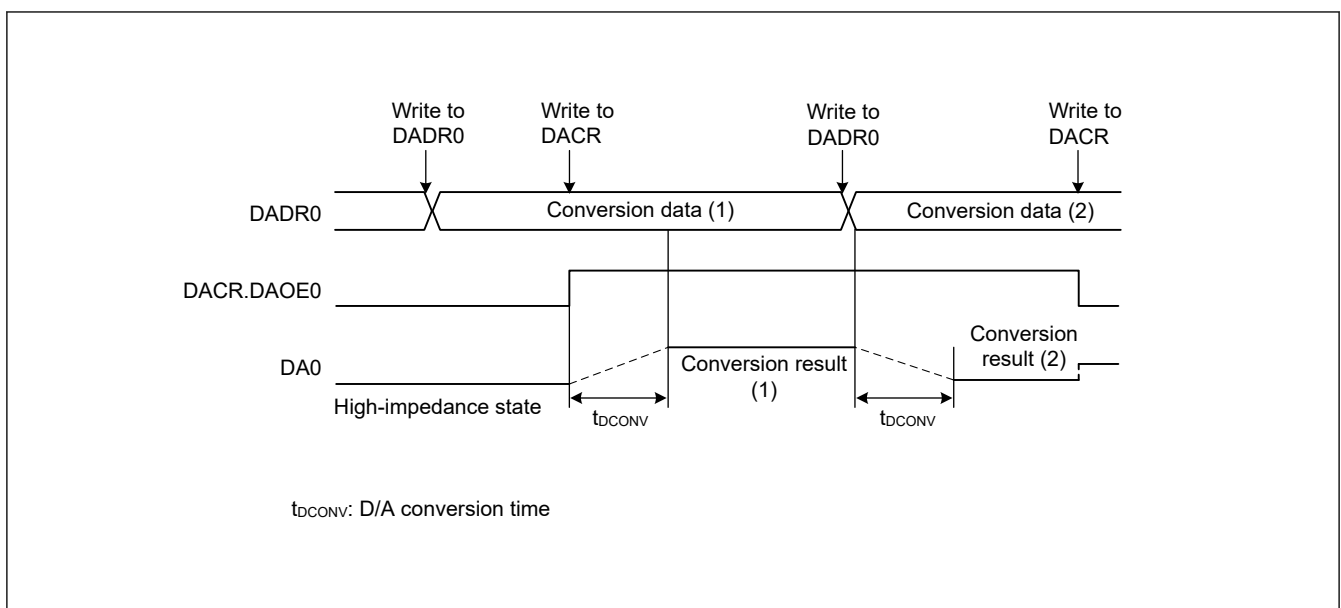 Write to
DADR0
Write to
DACR
Write to
DADR0
Write to
DACR
DADR0
Conversion data (1)
Conversion data (2)
DACR.DAOE0
DA0
High-impedance state
Conversion result
(1)
Conversion
result (2)
tDCONV
tDCONV
tDCONV: D/A conversion time